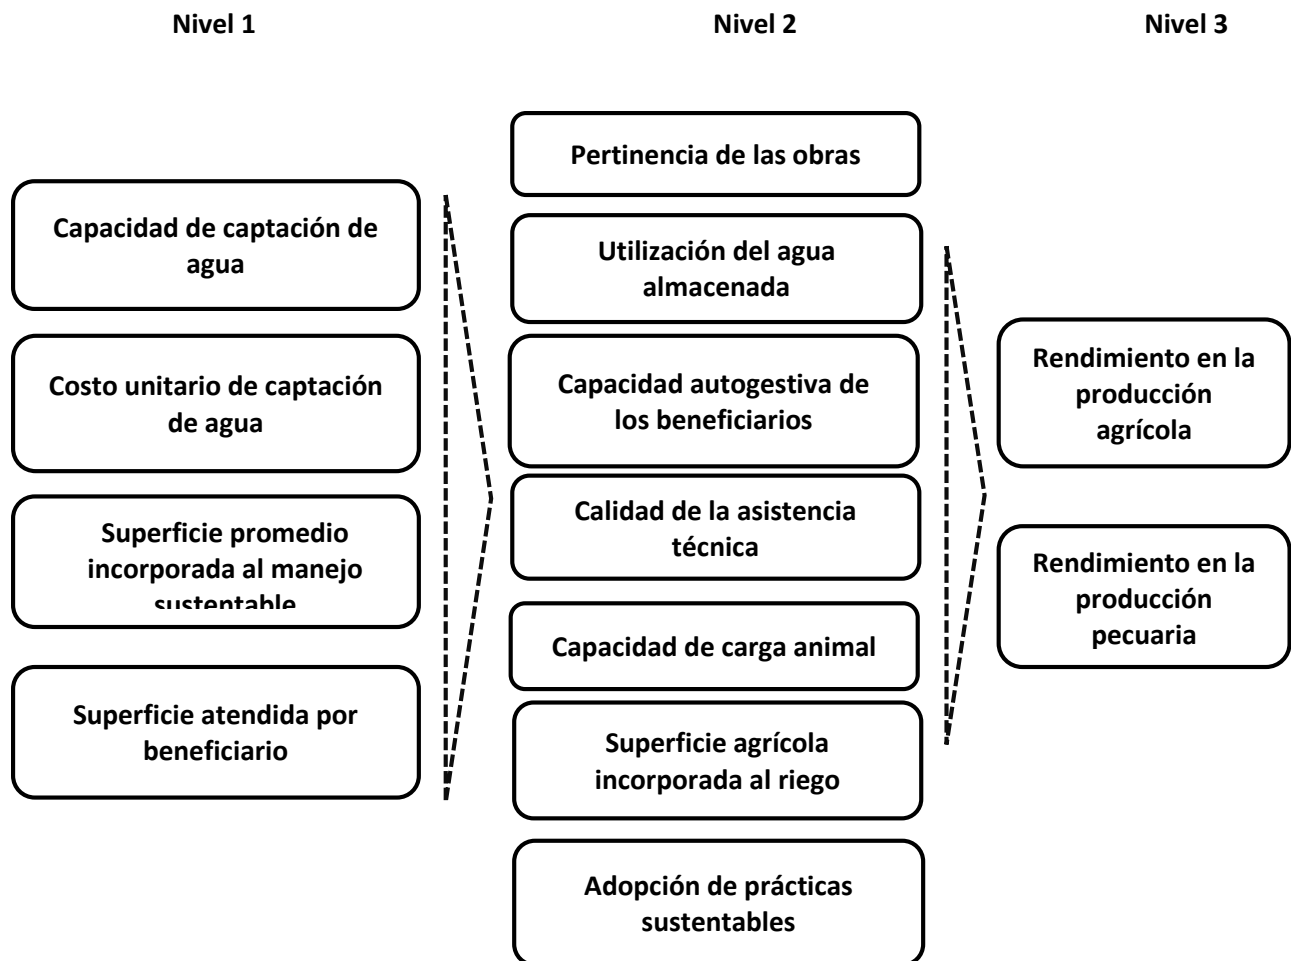 Nivel 1
Nivel 2
Nivel 3
Capacidad de captación de
agua
Costo unitario de captación
de agua
Superficie promedio
incorporada al manejo
sustentable
Superficie atendida por
beneficiario
Pertinencia de las obras
Utilización del agua
almacenada
Capacidad autogestiva de
los beneficiarios
Calidad de la asistencia
técnica
Capacidad de carga animal
Superficie agrícola
incorporada al riego
Adopción de prácticas
sustentables
Rendimiento en la
producción
agrícola
Rendimiento en la
producción
pecuaria